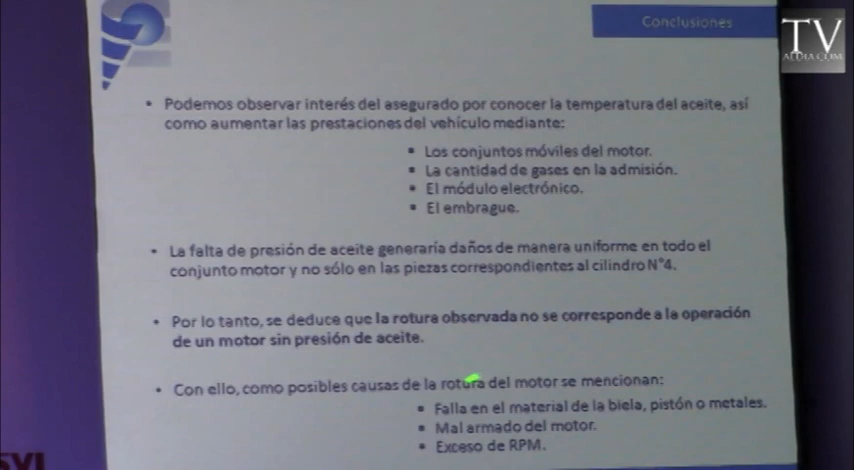 Conclusiones
TV
ALDIA.COM
• Podemos observar interés del asegurado por conocer la temperatura del aceite, así
como aumentar las prestaciones del vehículo mediante:
▪ Los conjuntos móviles del motor.
▪ La cantidad de gases en la admisión.
▪ El módulo electrónico.
▪ El embrague.
• La falta de presión de aceite generaría daños de manera uniforme en todo el
conjunto motor y no sólo en las piezas correspondientes al cilindro N°4.
• Por lo tanto, se deduce que la rotura observada no se corresponde a la operación
de un motor sin presión de aceite.
• Con ello, como posibles causas de la rotura del motor se mencionan:
▪ Falla en el material de la biela, pistón o metales.
▪ Mal armado del motor.
▪ Exceso de RPM.